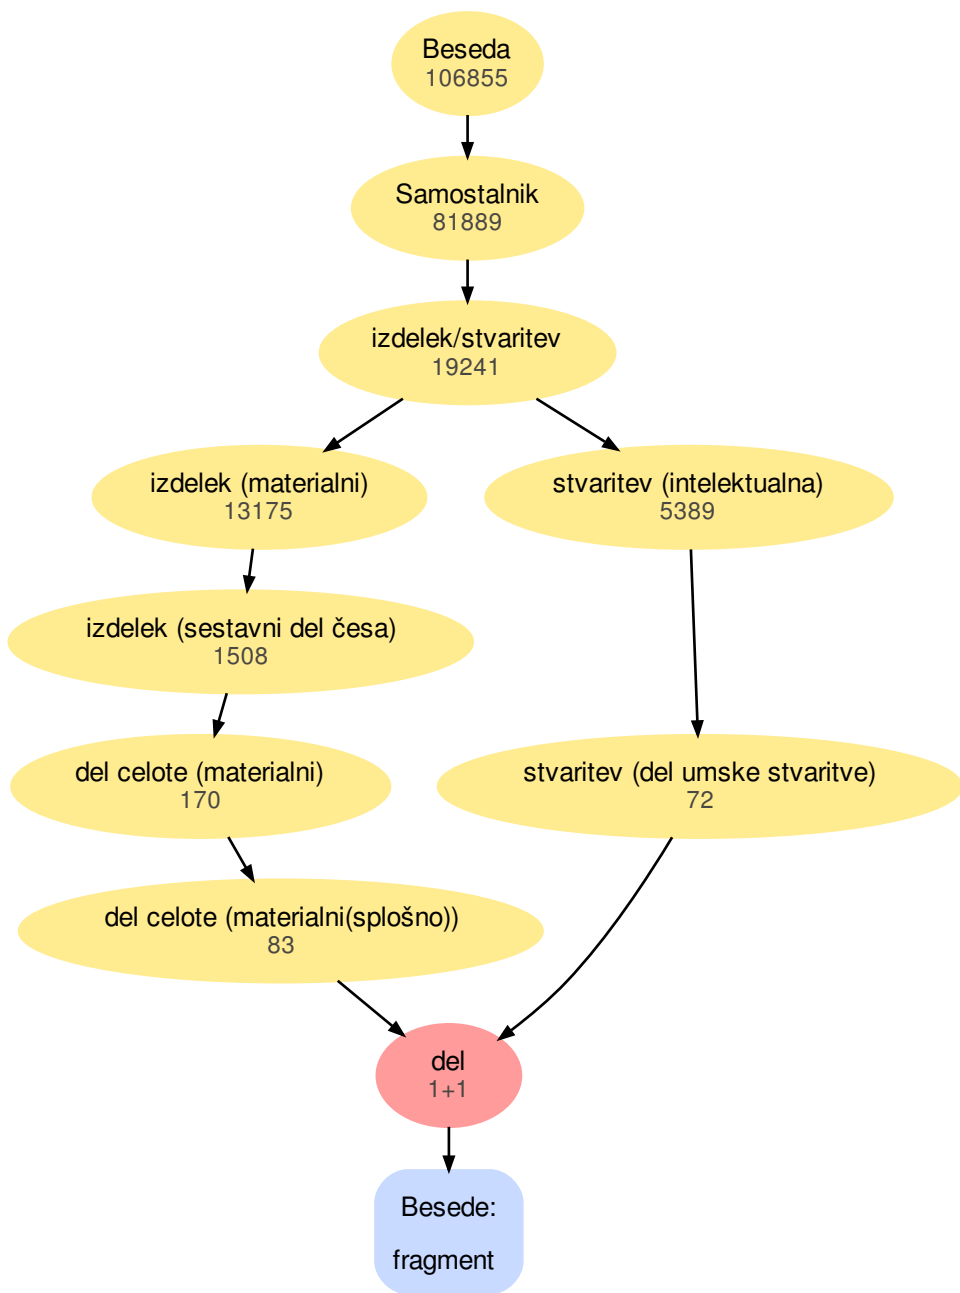 Beseda
106855
Samostalnik
81889
izdelek/stvaritev
19241
izdelek (materialni)
13175
stvaritev (intelektualna)
5389
izdelek (sestavni del česa)
1508
del celote (materialni)
170
stvaritev (del umske stvaritve)
72
del celote (materialni(splošno))
83
del
1+1
Besede:
fragment